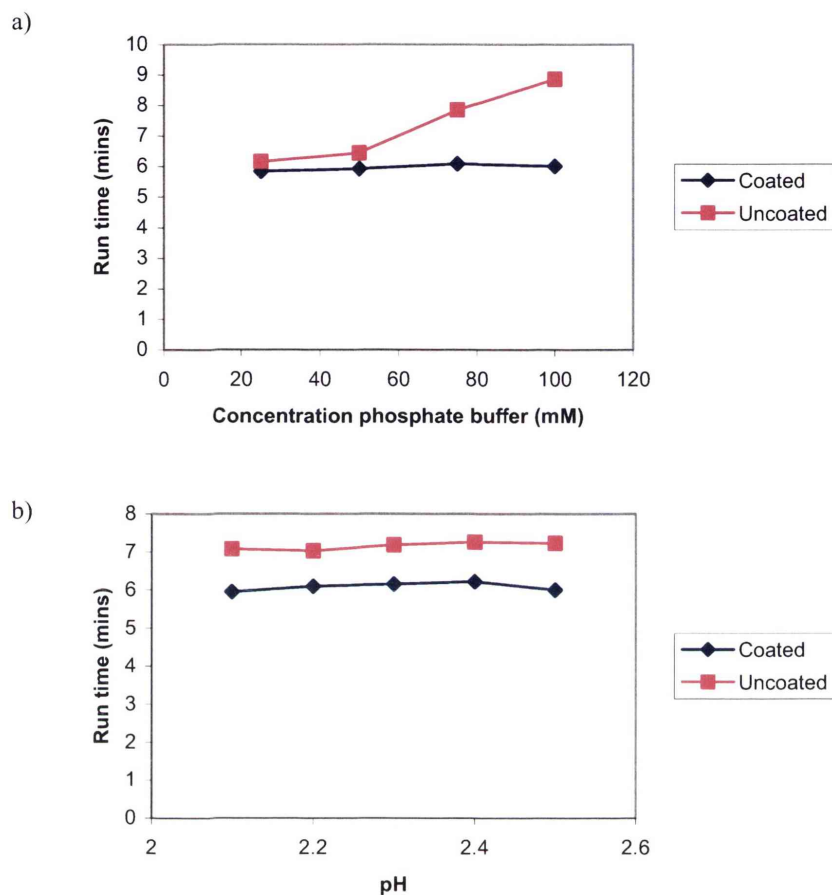 a)
10
9
8
7
6
5
4
3
2
1
0
Run time (mins)
0 20 40 60 80 100 120
Concentration phosphate buffer (mM)
Coated
Uncoated
b)
8
7
6
5
4
3
2
1
0
Run time (mins)
2 2.2 2.4 2.6
pH
Coated
Uncoated